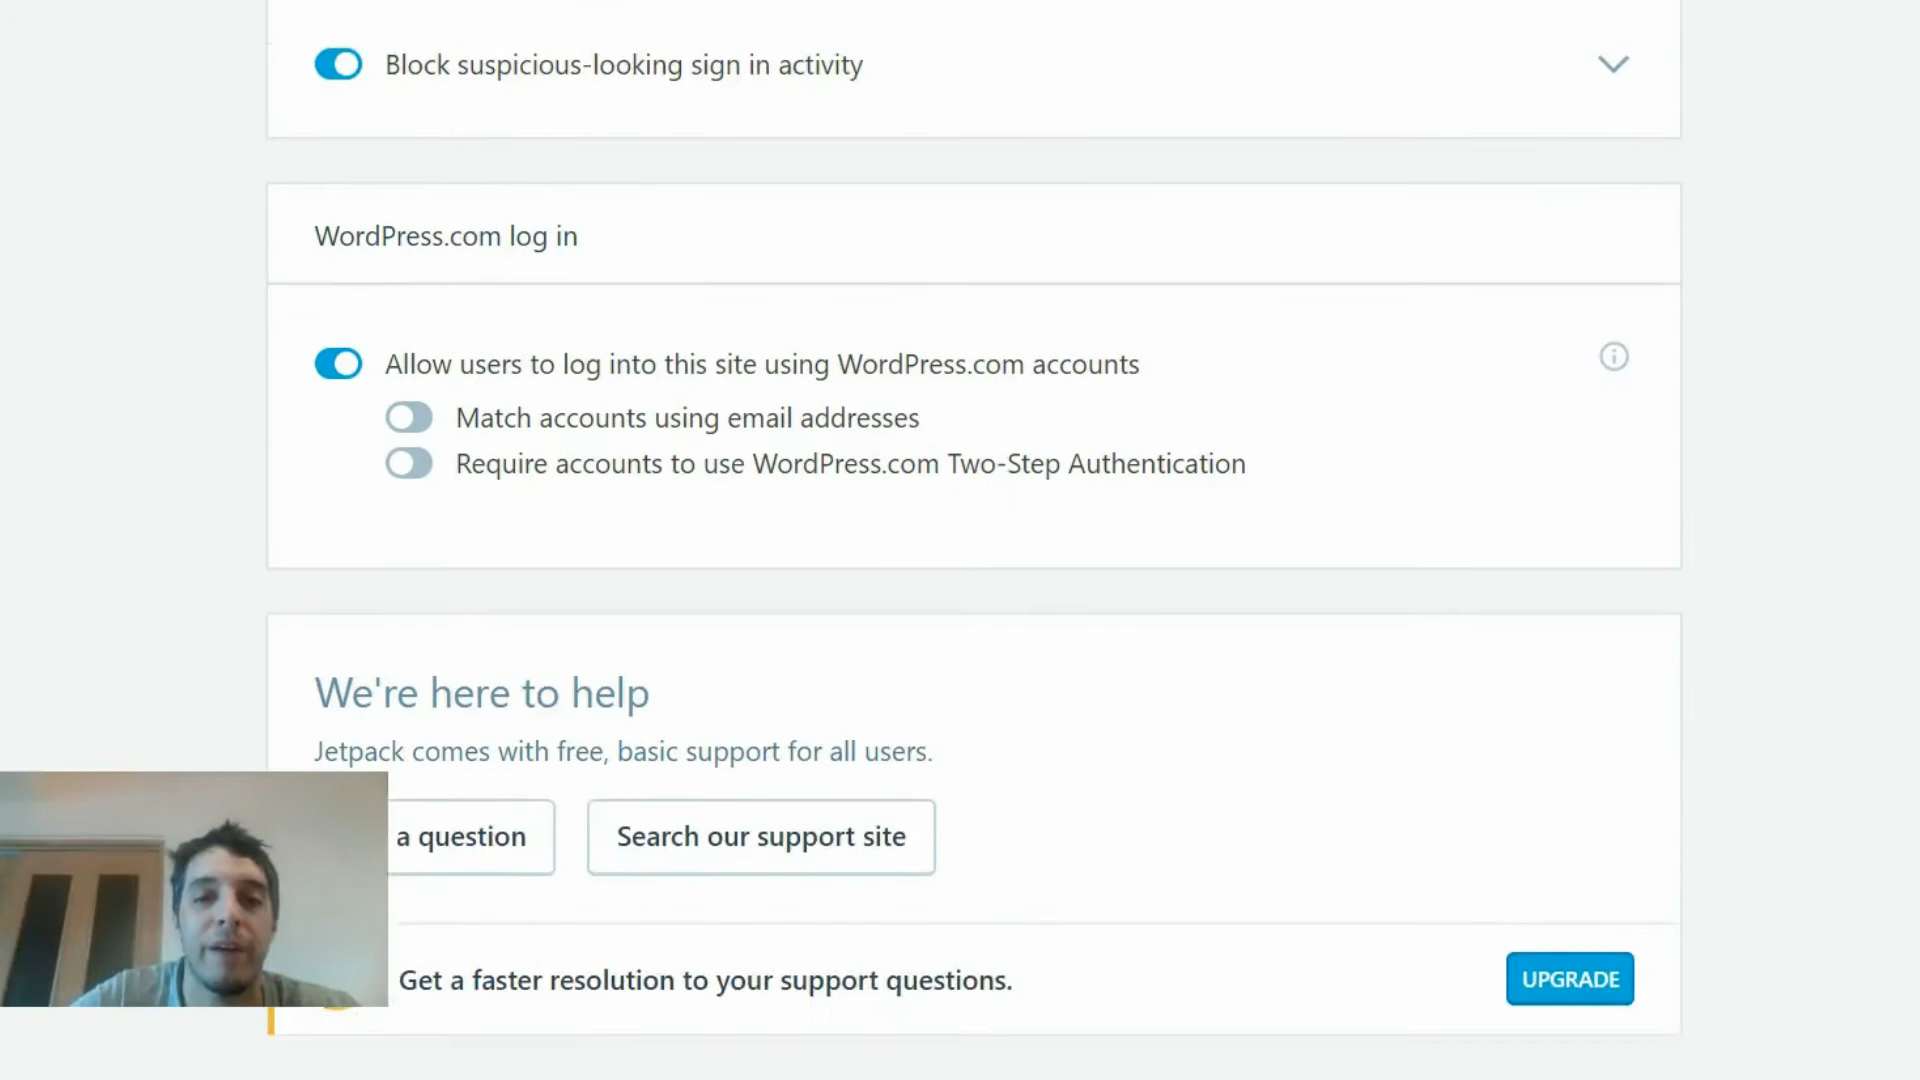 Block suspicious-looking sign in activity
WordPress.com log in
Allow users to log into this site using WordPress.com accounts
Match accounts using email addresses
Require accounts to use WordPress.com Two-Step Authentication
We're here to help
Jetpack comes with free, basic support for all users.
a question
Search our support site
Get a faster resolution to your support questions.
UPGRADE